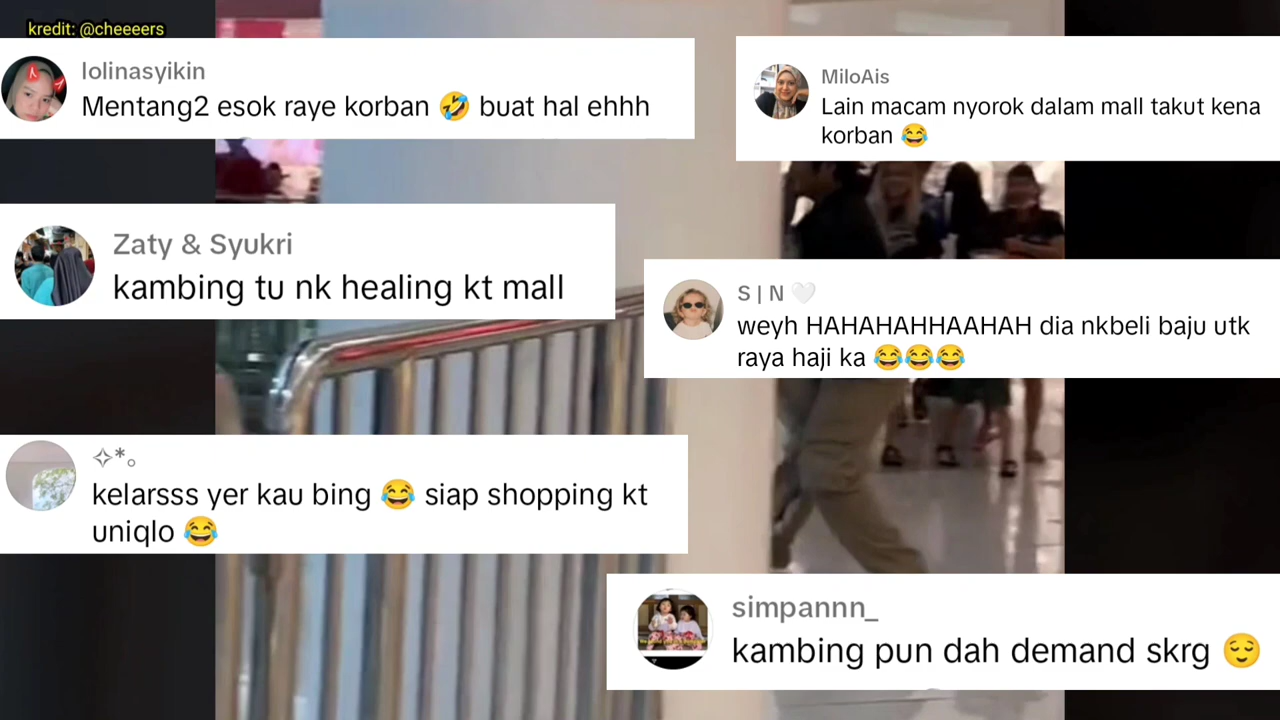 kredit: @cheeeers
lolinasyikin
Mentang2 esok raye korban 🤣 buat hal ehhh
MiloAis
Lain macam nyorok dalam mall takut kena
korban 😂
Zaty & Syukri
kambing tu nk healing kt mall
S | N 🤍
weyh HAHAHAHHAAHAH dia nkbeli baju utk
raya haji ka 😂😂😂
✧*。
kelarsss yer kau bing 😂 siap shopping kt
uniqlo 😂
simpannn_
kambing pun dah demand skrg 😌